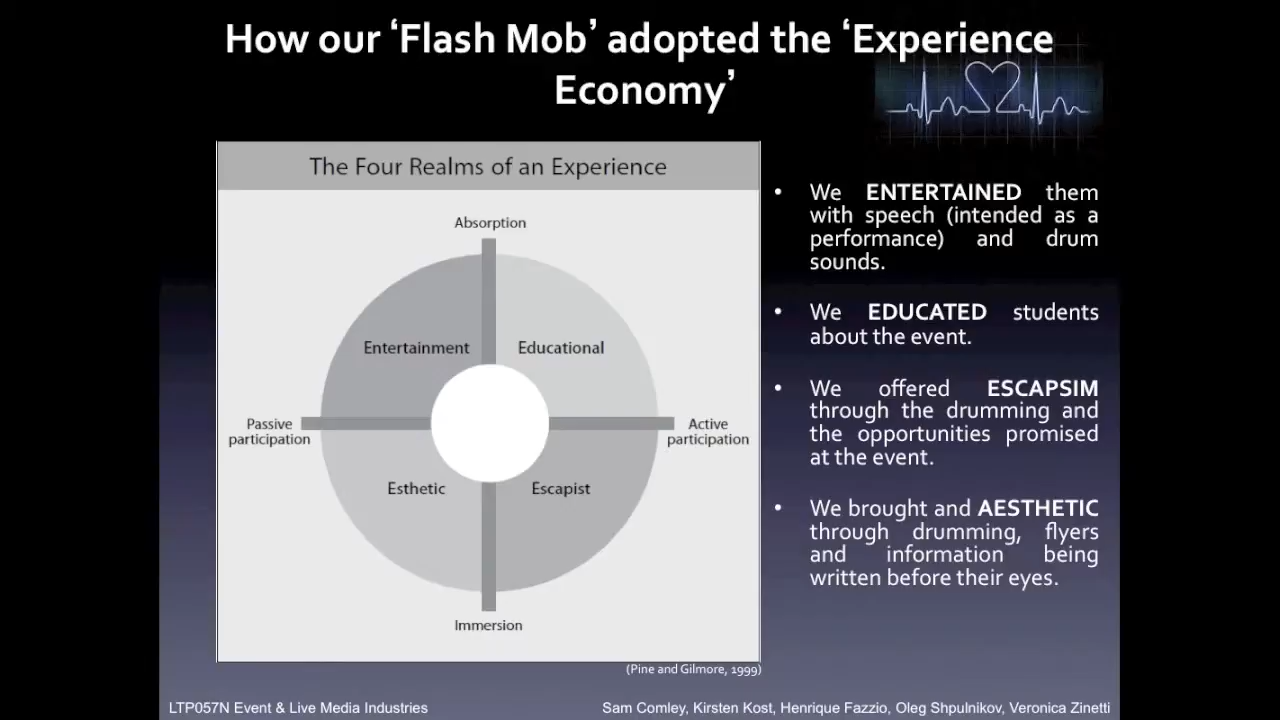 How our ‘Flash Mob’ adopted the ‘Experience
Economy’
The Four Realms of an Experience
Absorption
Entertainment
Educational
Passive
participation
Active
participation
Esthetic
Escapist
Immersion
(Pine and Gilmore, 1999)
• We ENTERTAINED them
with speech (intended as a
performance) and drum
sounds.
• We EDUCATED students
about the event.
• We offered ESCAPSIM
through the drumming and
the opportunities promised
at the event.
• We brought and AESTHETIC
through drumming, flyers
and information being
written before their eyes.
LTP057N Event & Live Media Industries
Sam Comley, Kirsten Kost, Henrique Fazzio, Oleg Shpulnikov, Veronica Zinetti